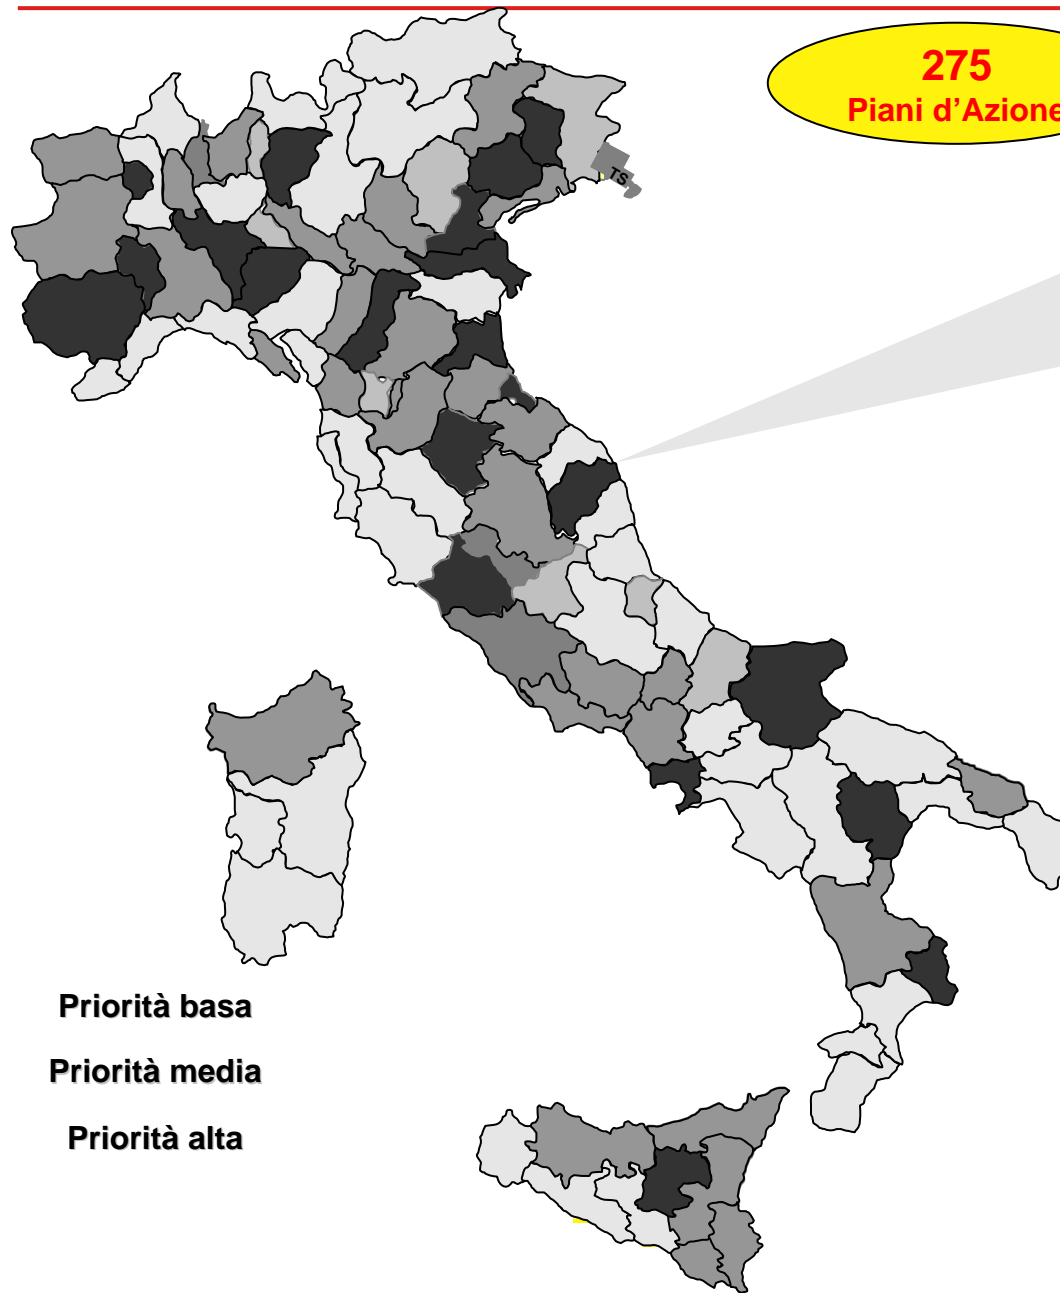 275
Piani d’Azione
TS
Priorità basa
Priorità media
Priorità alta